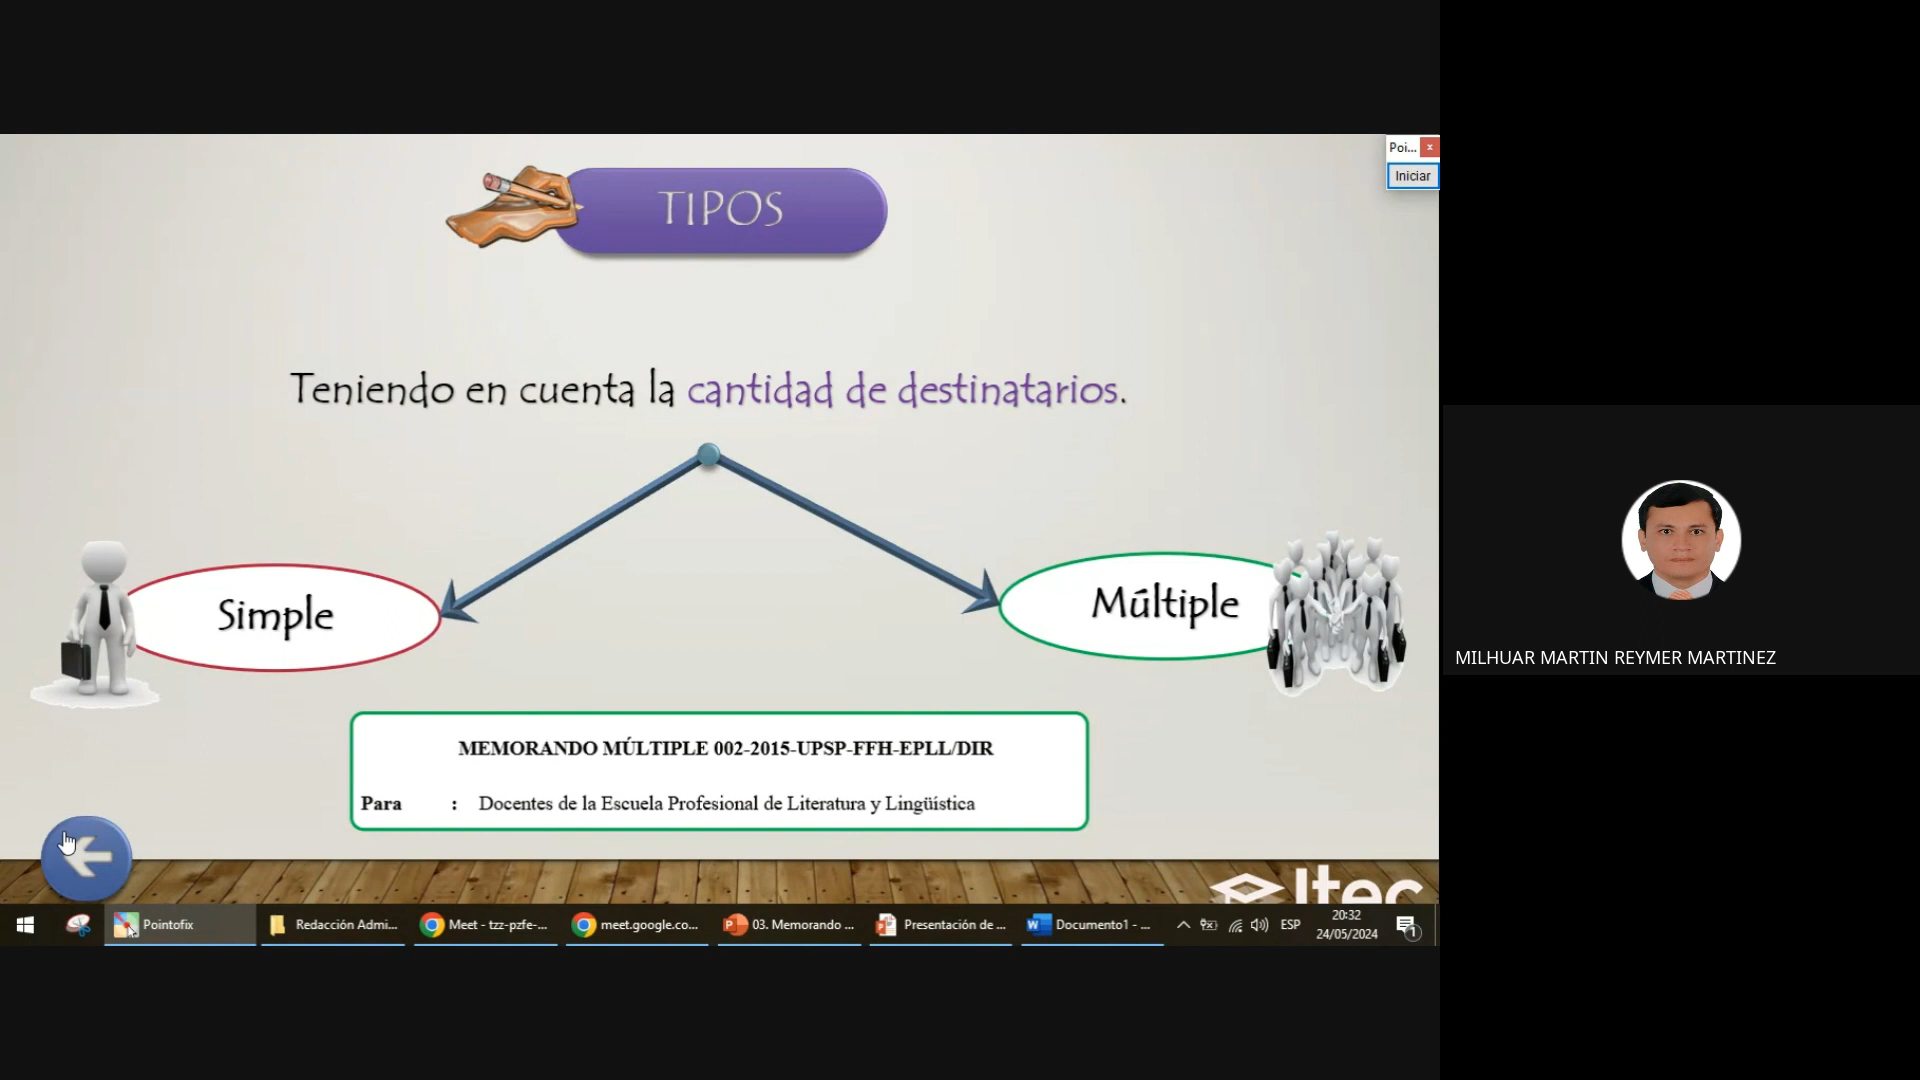 Poi...
Iniciar
TIPOS
Teniendo en cuenta la cantidad de destinatarios.
Simple
Múltiple
MEMORANDO MÚLTIPLE 002-2015-UPSP-FFH-EPLL/DIR
Para : Docentes de la Escuela Profesional de Literatura y Lingüística
Itec
Pointofix
Redacción Admi...
Meet - tzz-pzfe-...
meet.google.co...
03. Memorando ...
Presentación de ...
Documento1 - ...
ESP
20:32
24/05/2024
1
MILHUAR MARTIN REYMER MARTINEZ